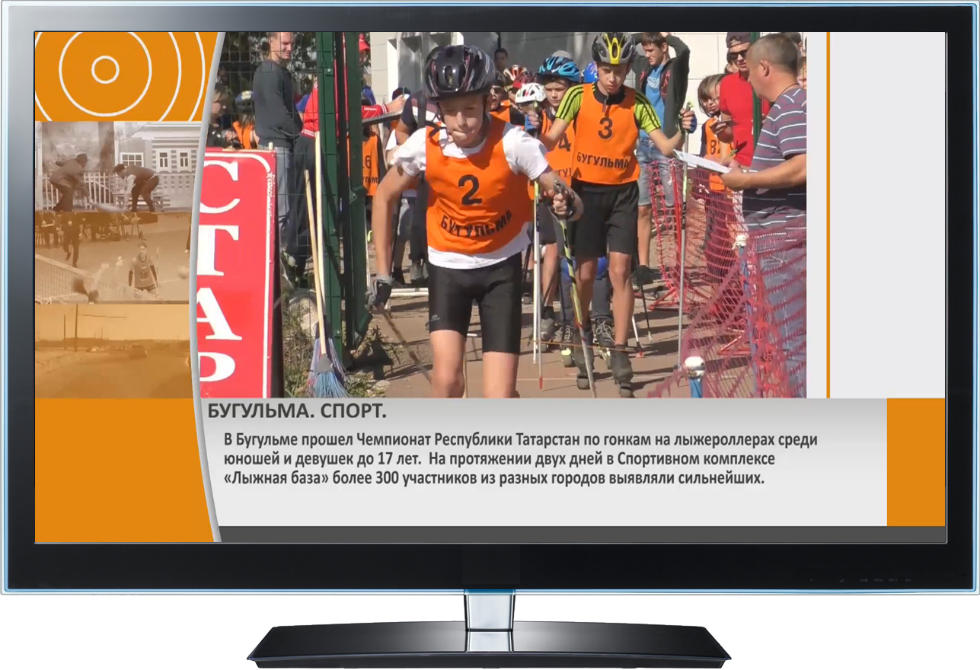 СТАР
2
БУГУЛЬМА
3
БУГУЛЬМА
4
6
БУГУЛЬМА. СПОРТ.
В Бугульме прошел Чемпионат Республики Татарстан по гонкам на лыжероллерах среди
юношей и девушек до 17 лет.  На протяжении двух дней в Спортивном комплексе
«Лыжная база» более 300 участников из разных городов выявляли сильнейших.